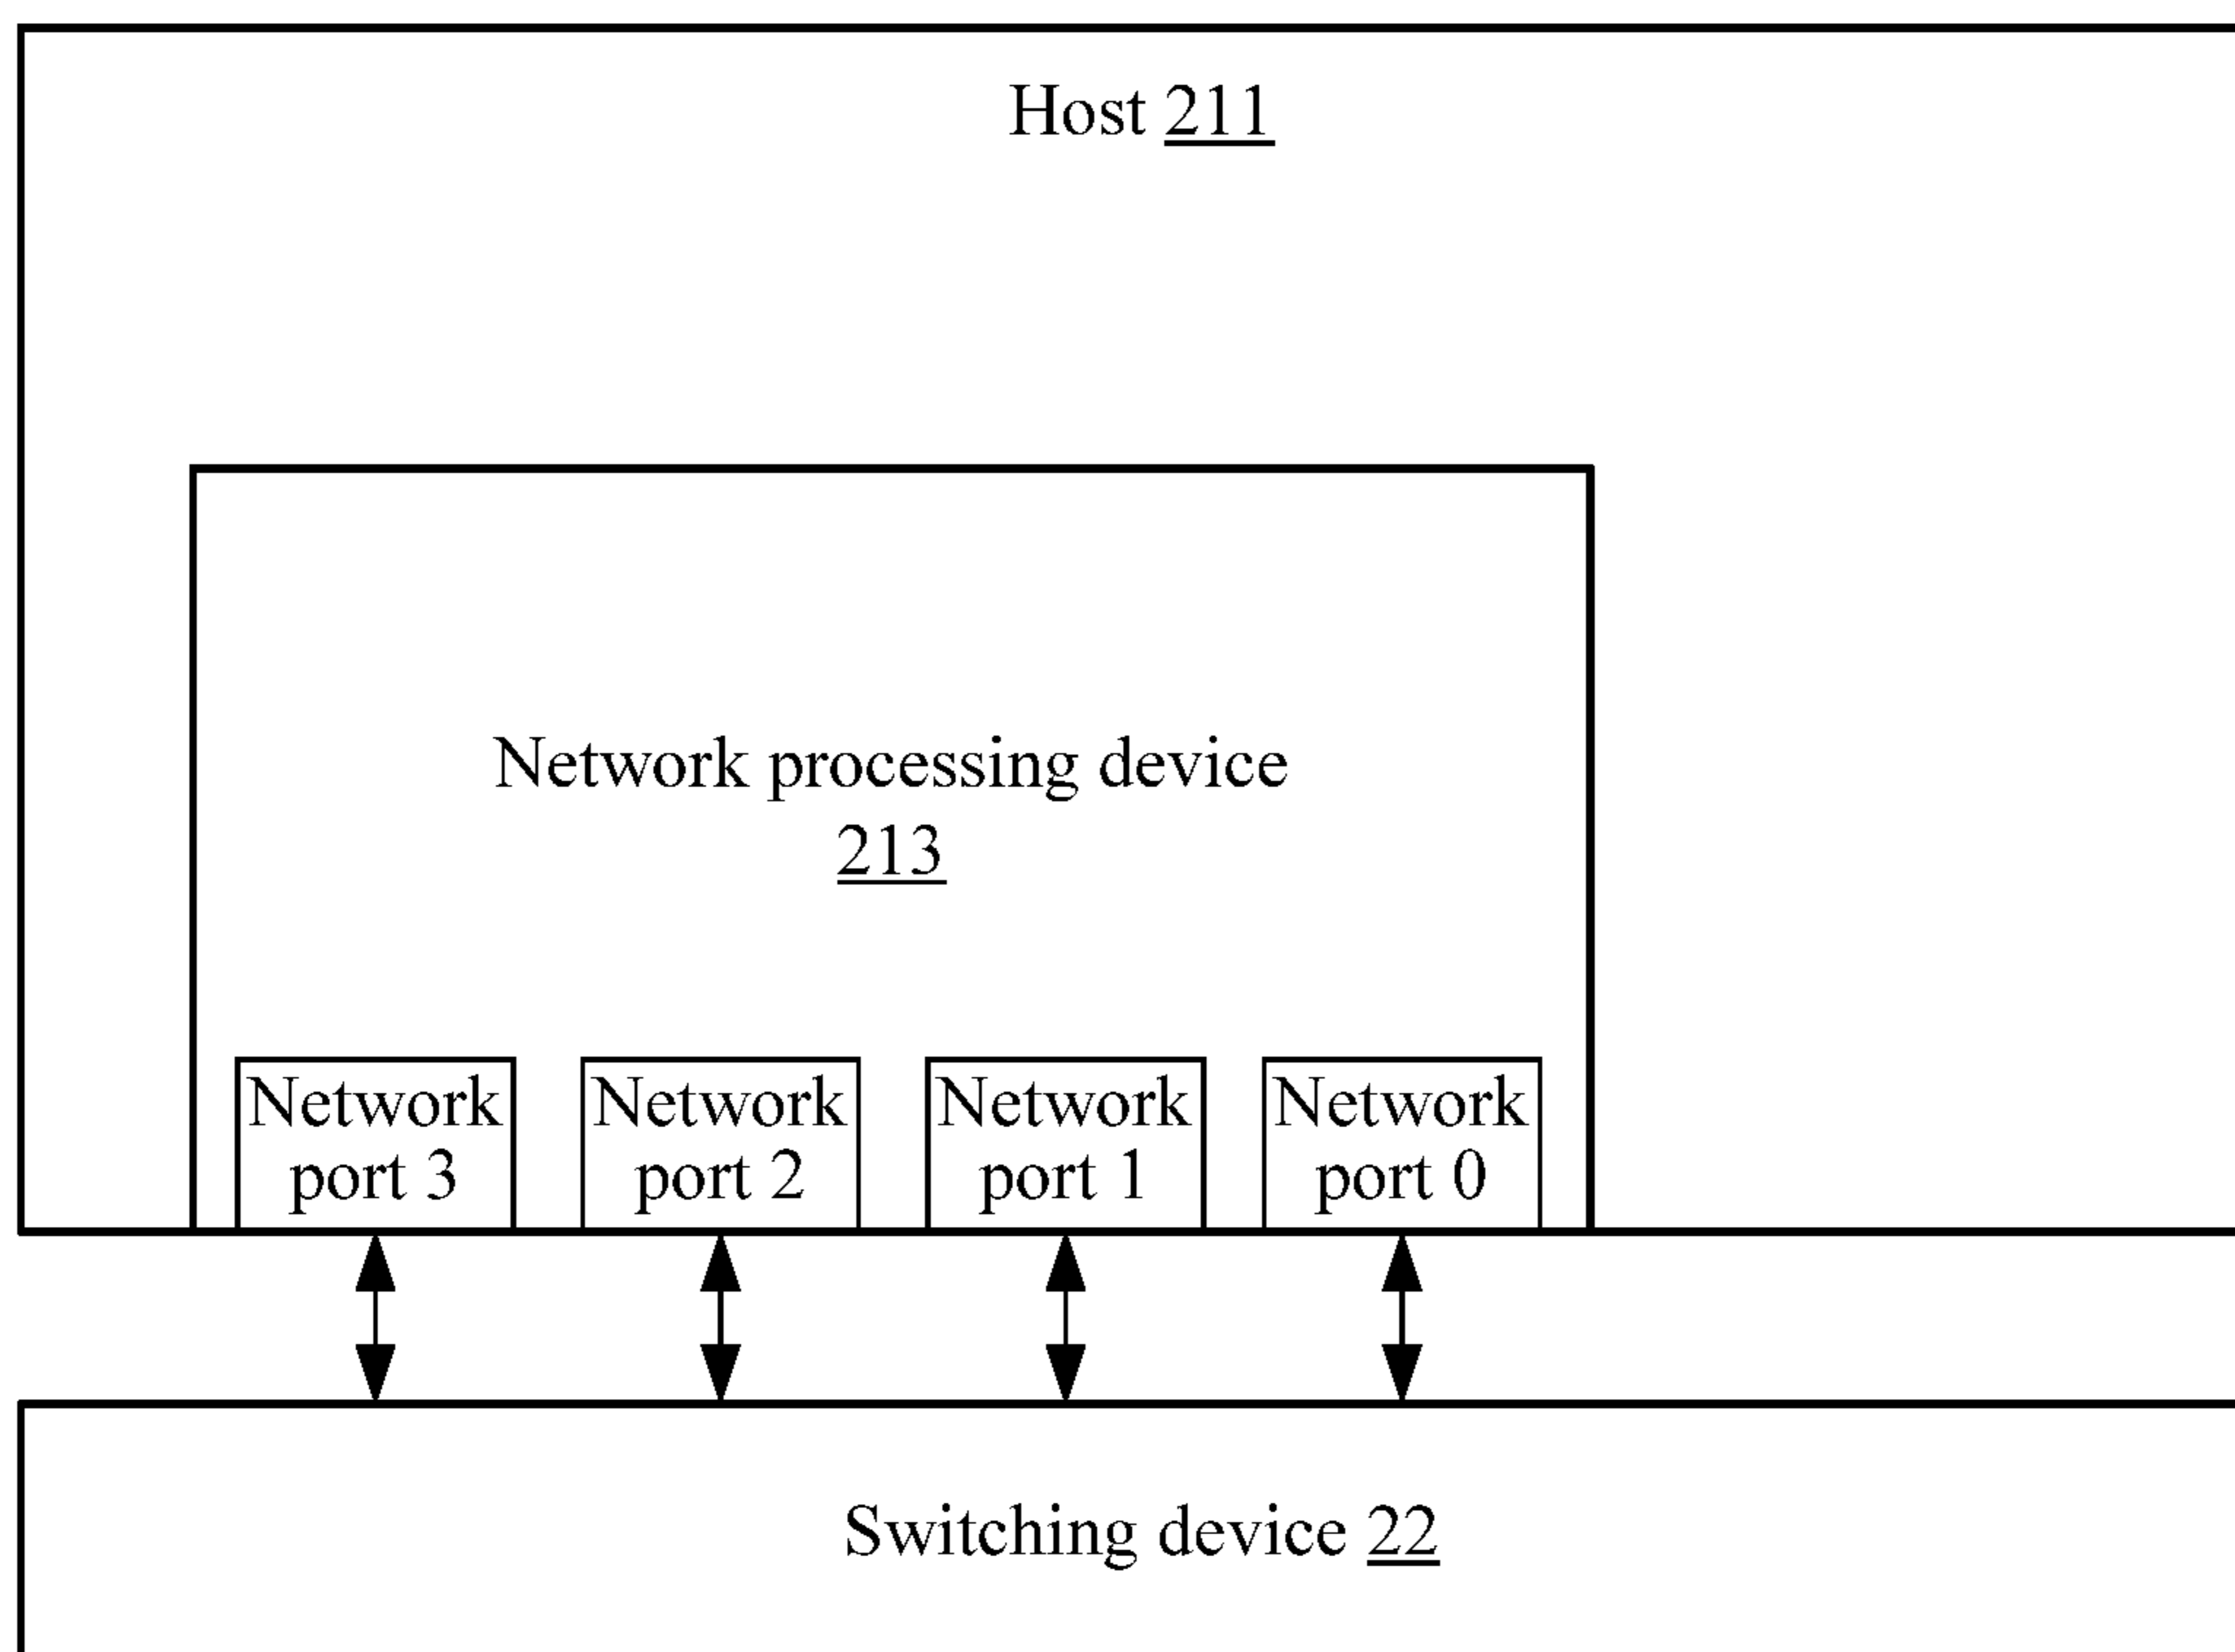 Host 211
Network processing device
213
Network
port 3
Network
port 2
Network
port 1
Network
port 0
Switching device 22